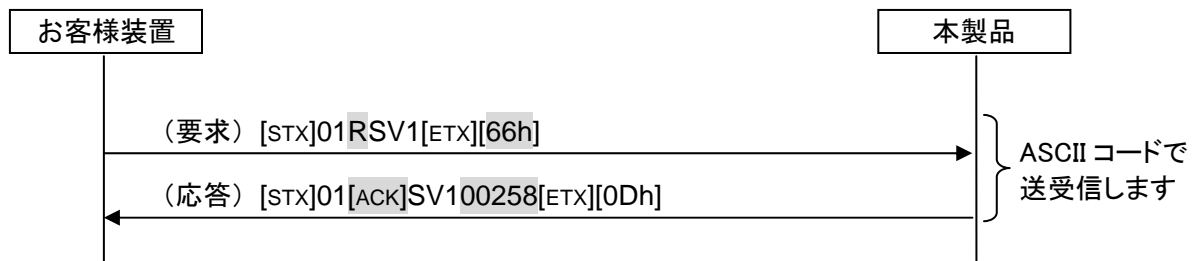 お客様装置
本製品
（要求）[STX]01RSV1[ETX][66h]
ASCIIコードで
送受信します
（応答）[STX]01[ACK]SV100258[ETX][0Dh]